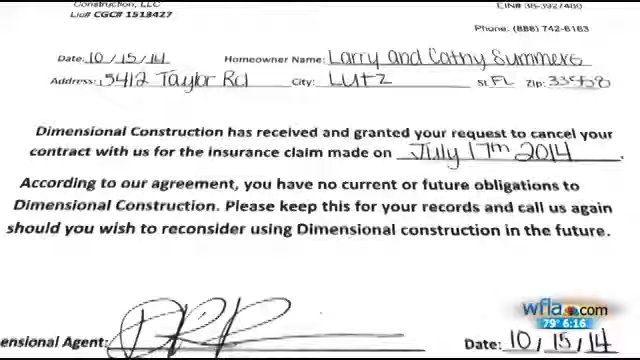 Construction, LLC
EIN# 38-3927400
Lic# CGC# 1513427
Phone: (888) 742-6163
Date: 10/15/14 Homeowner Name: Larry and Cathy Summers
Address: 15412 Taylor Rd City: Lutz St FL Zip: 33558
Dimensional Construction has received and granted your request to cancel your
contract with us for the insurance claim made on July 17th 2014.
According to our agreement, you have no current or future obligations to
Dimensional Construction. Please keep this for your records and call us again
should you wish to reconsider using Dimensional construction in the future.
wfla.com
79° 6:16
ensional Agent: Date: 10/15/14